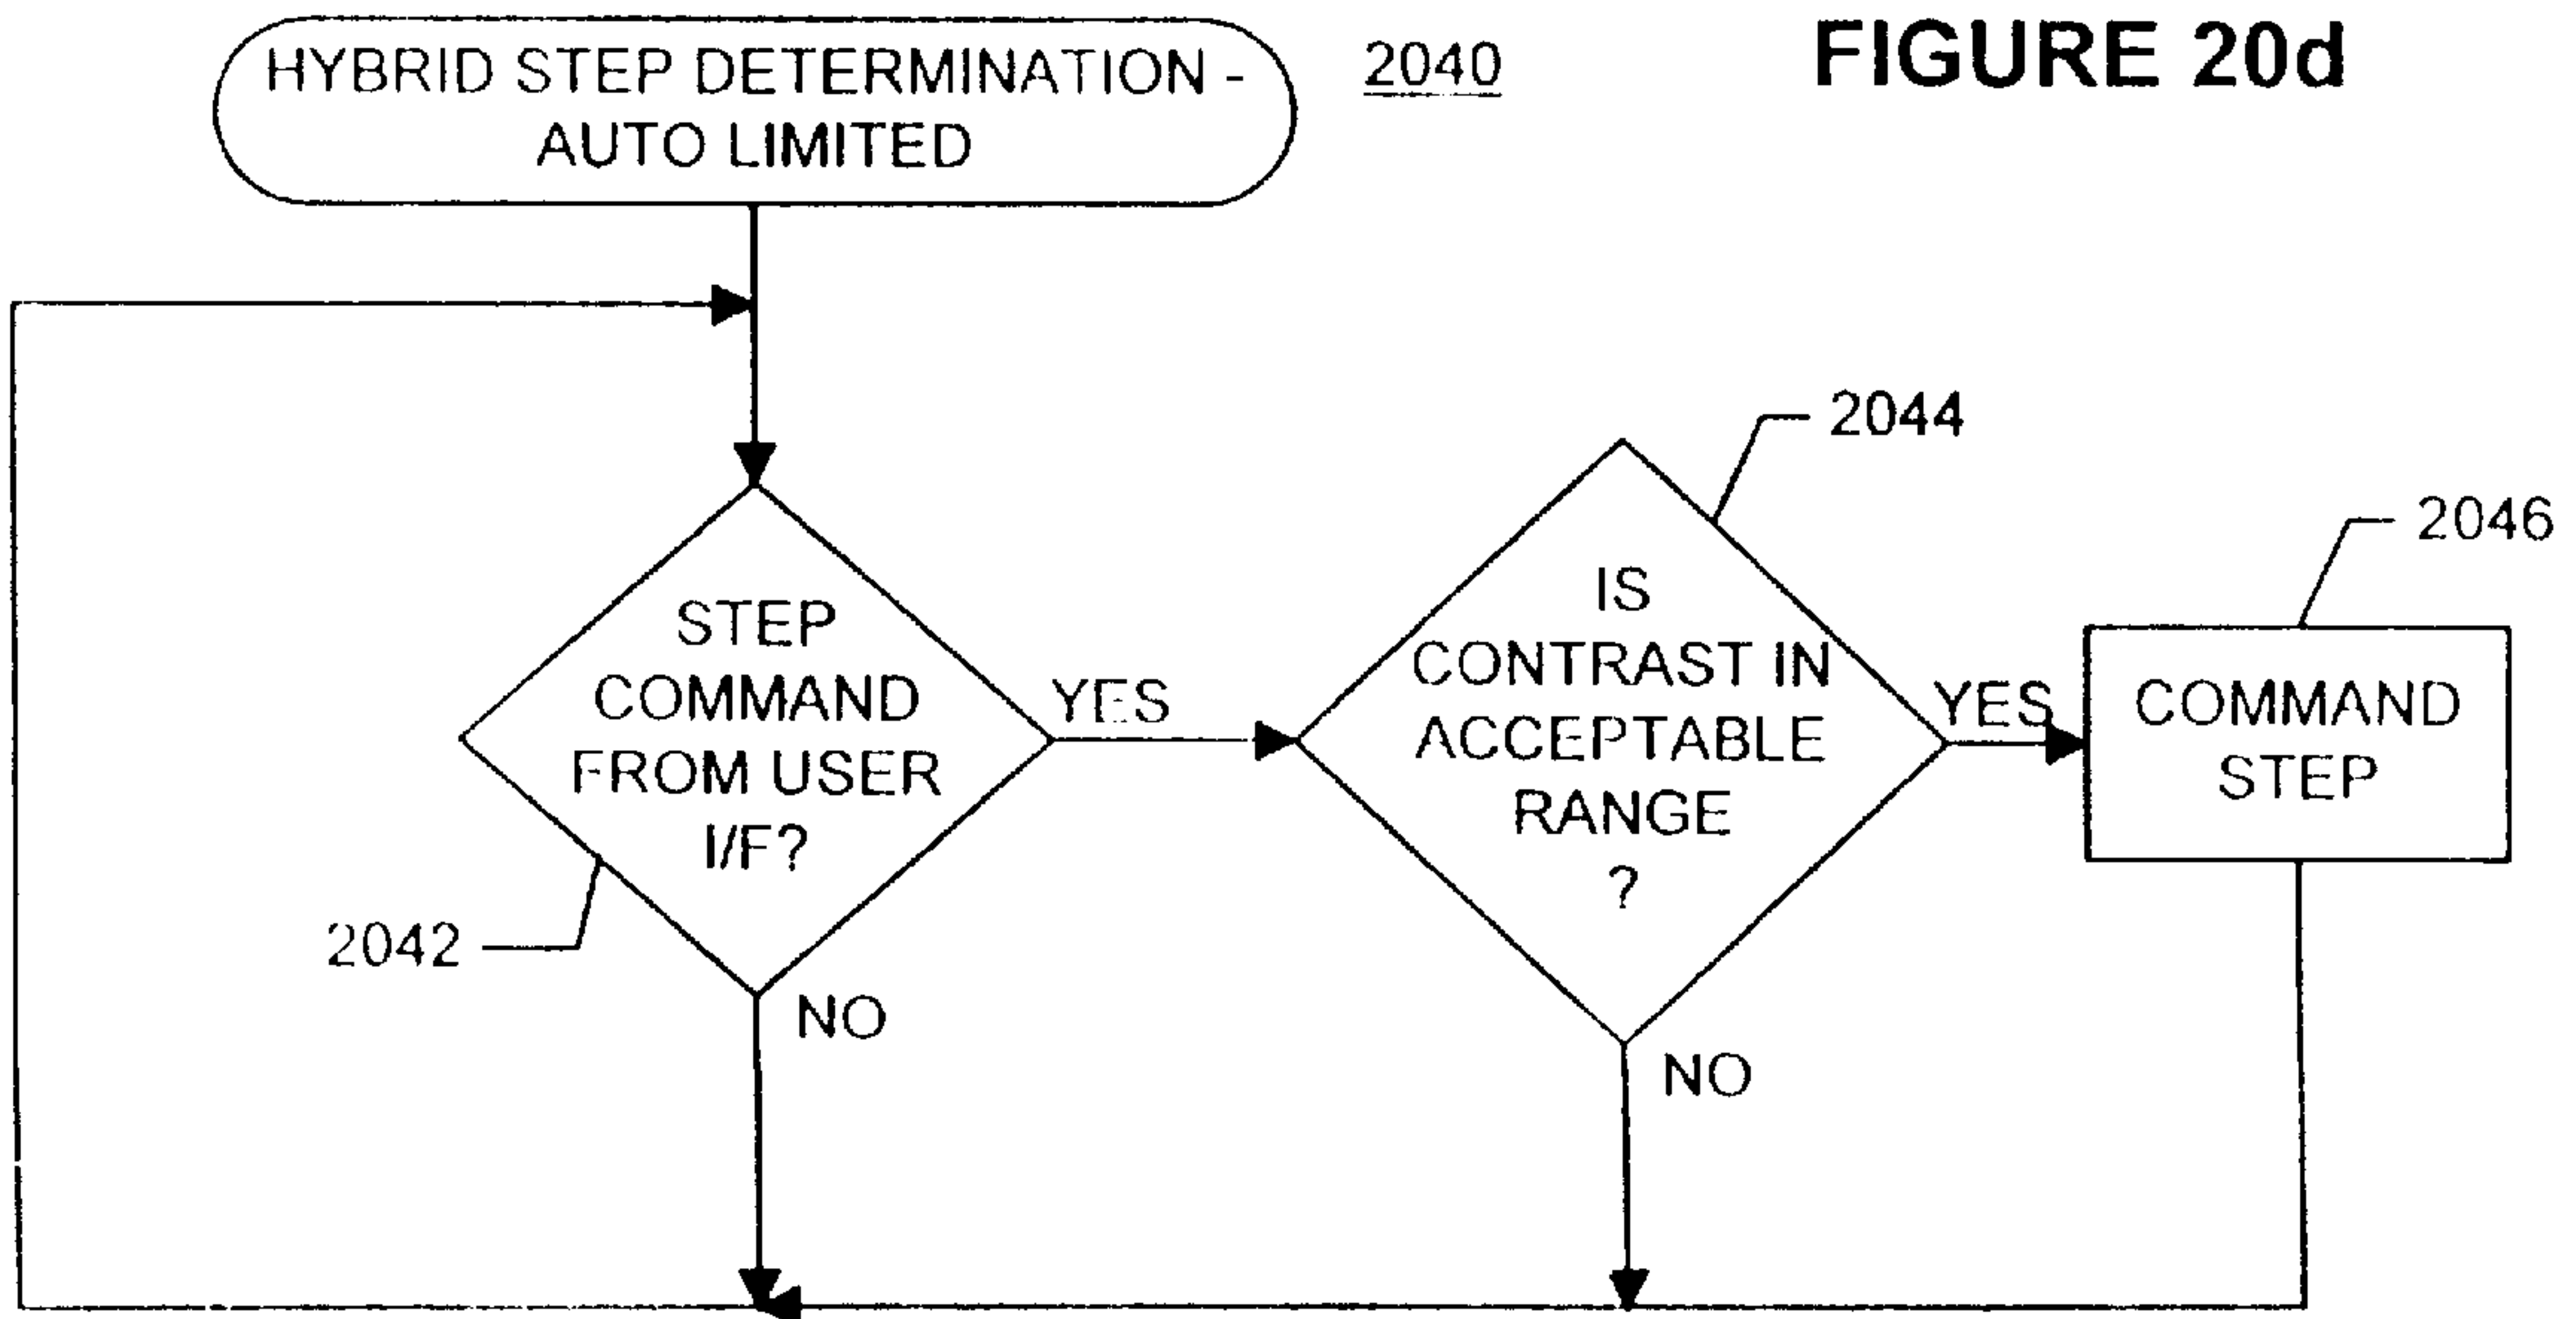 FIGURE 20d
HYBRID STEP DETERMINATION -
AUTO LIMITED
2040
2044
2046
STEP
COMMAND
FROM USER
I/F?
YES
IS
CONTRAST IN
ACCEPTABLE
RANGE
?
YES
COMMAND
STEP
2042
NO
NO